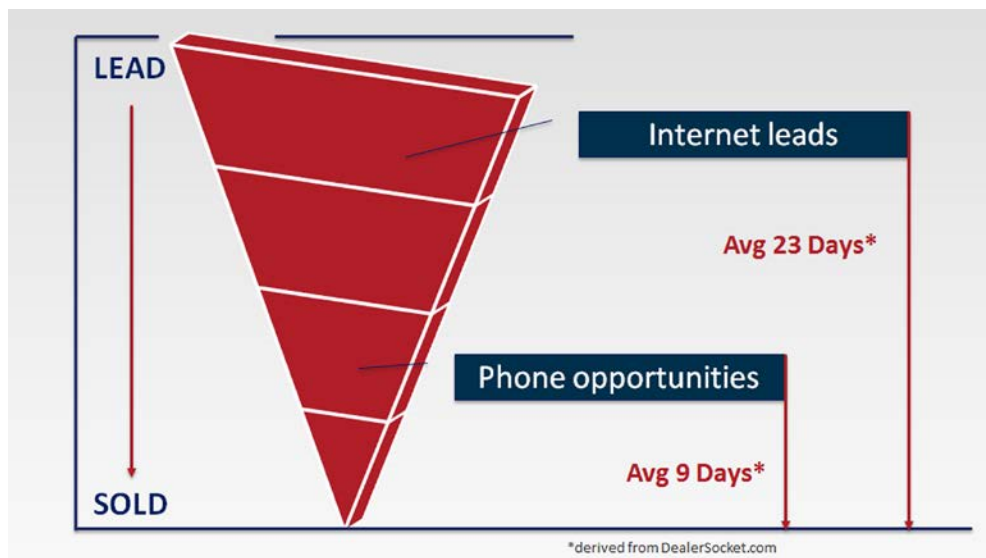 LEAD
Internet leads
Avg 23 Days*
Phone opportunities
Avg 9 Days*
SOLD
*derived from DealerSocket.com